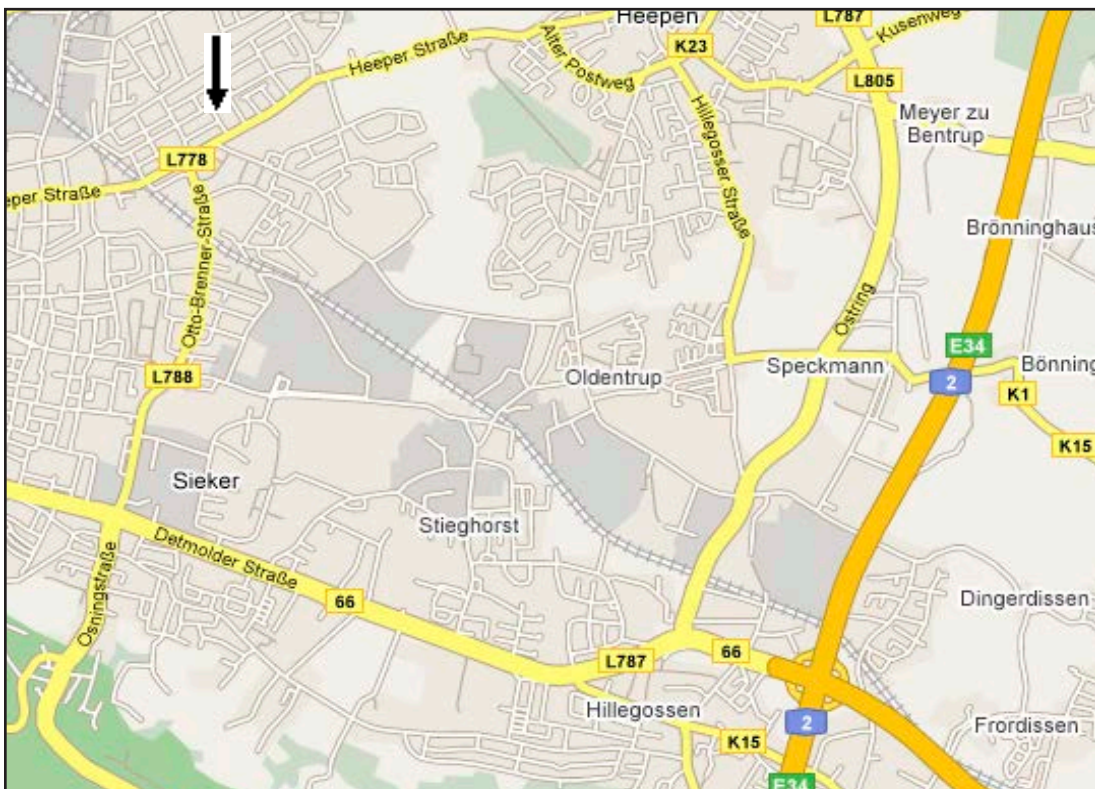 Heepen
L787
Kusenweg
Alter Postweg
K23
Heeper Straße
L805
Hillegosser Straße
Meyer zu
Bentrup
L778
eper Straße
Otto-Brenner-Straße
Brönninghaus
Ostring
E34
Oldentrup
Speckmann
Bönning
L788
2
K1
K15
Sieker
Stieghorst
Detmolder Straße
Osningstraße
66
Dingerdissen
L787
66
Hillegossen
2
K15
Frordissen
E34